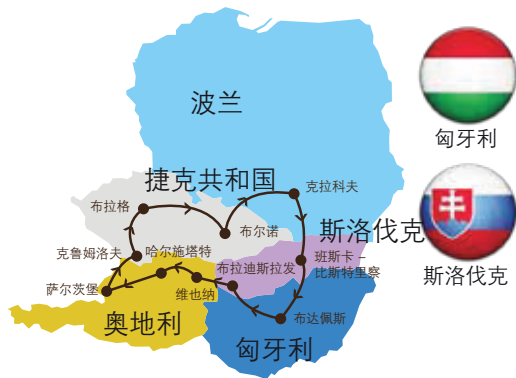 波兰
匈牙利
捷克共和国
克拉科夫
布拉格
布尔诺
斯洛伐克
克鲁姆洛夫
哈尔施塔特
布拉迪斯拉发
班斯卡–
比斯特里察
斯洛伐克
萨尔茨堡
维也纳
奥地利
布达佩斯
匈牙利